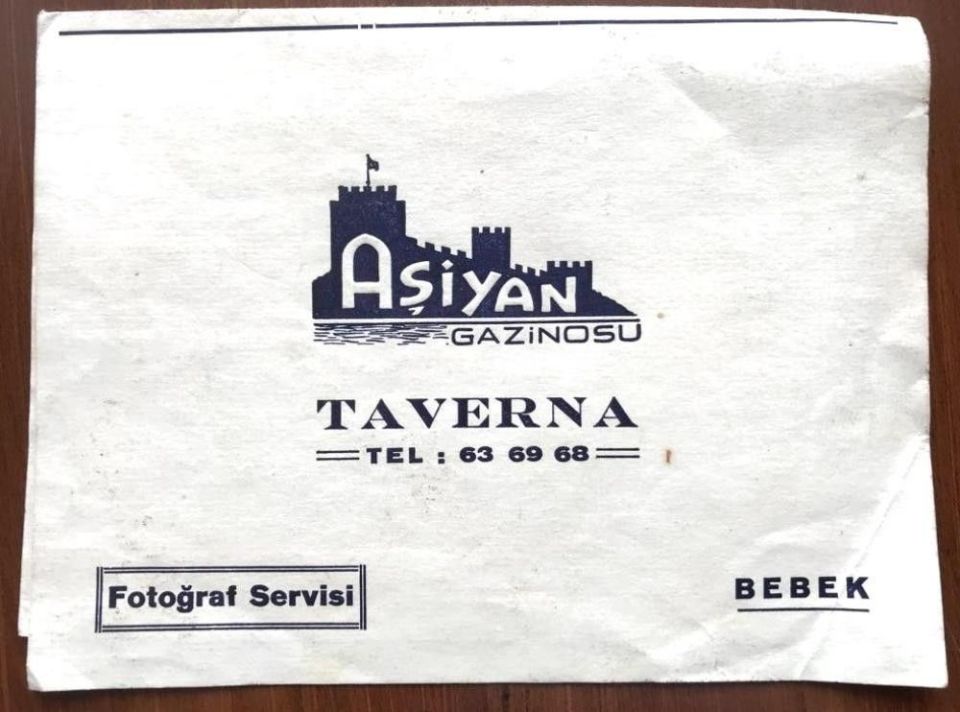 AŞİYAN
GAZİNOSU
TAVERNA
TEL : 63 69 68
Fotoğraf Servisi
BEBEK